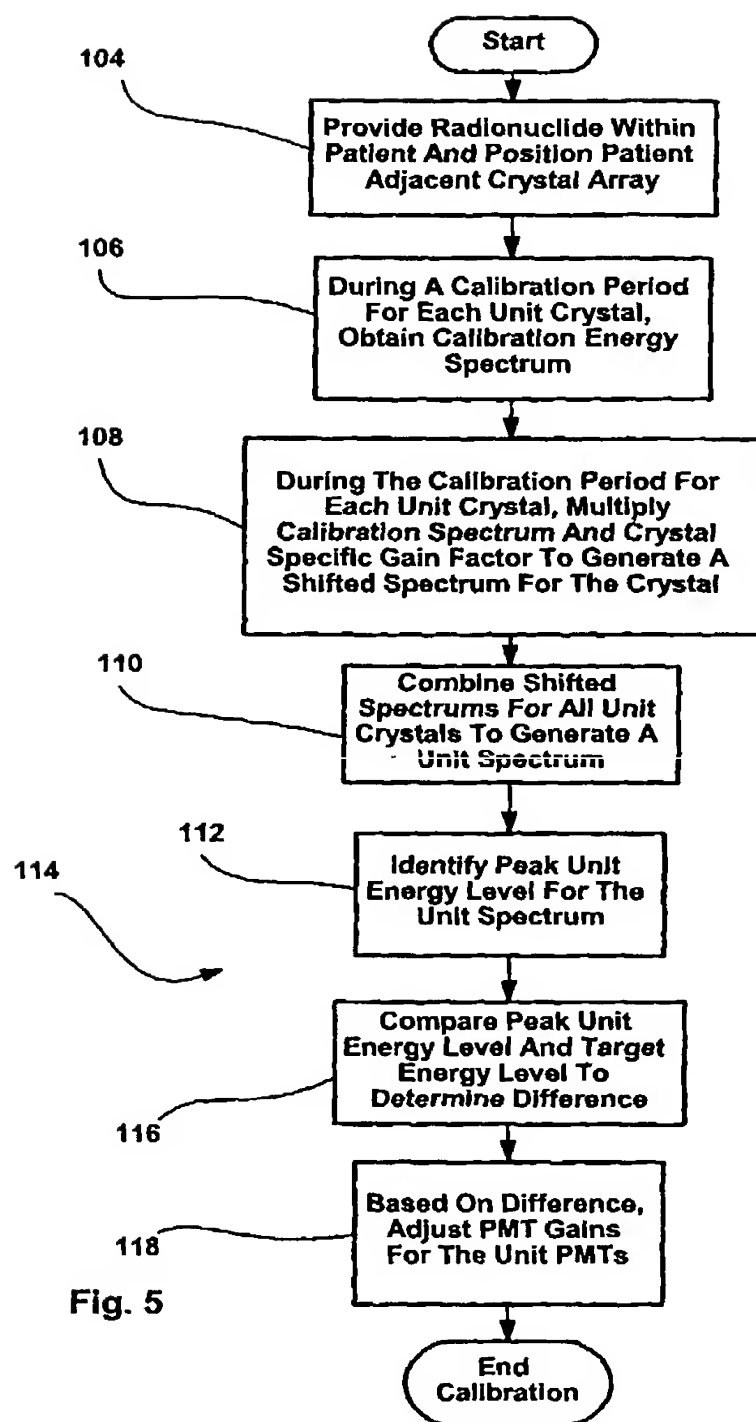 Start
104
Provide Radionuclide Within
Patient And Position Patient
Adjacent Crystal Array
106
During A Calibration Period
For Each Unit Crystal,
Obtain Calibration Energy
Spectrum
108
During The Calibration Period For
Each Unit Crystal, Multiply
Calibration Spectrum And Crystal
Specific Gain Factor To Generate A
Shifted Spectrum For The Crystal
110
Combine Shifted
Spectrums For All Unit
Crystals To Generate A
Unit Spectrum
112
114
Identify Peak Unit
Energy Level For The
Unit Spectrum
Compare Peak Unit
Energy Level And Target
Energy Level To
Determine Difference
116
Based On Difference,
Adjust PMT Gains
For The Unit PMTs
118
Fig. 5
End
Calibration